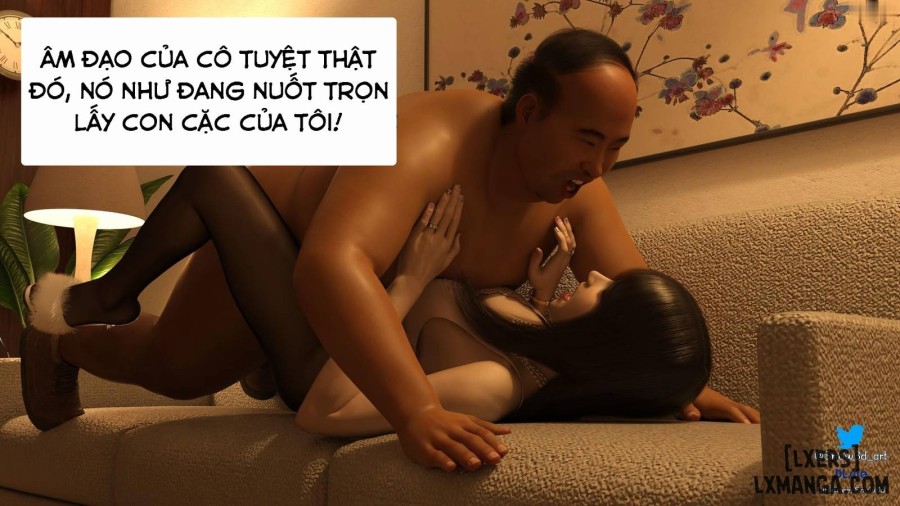 ÂM ĐẠO CỦA CÔ TUYỆT THẬT
ĐÓ, NÓ NHƯ ĐANG NUỐT TRỌN
LẤY CON CẶC CỦA TÔI!
[LXERS]
LXMANGA.COM